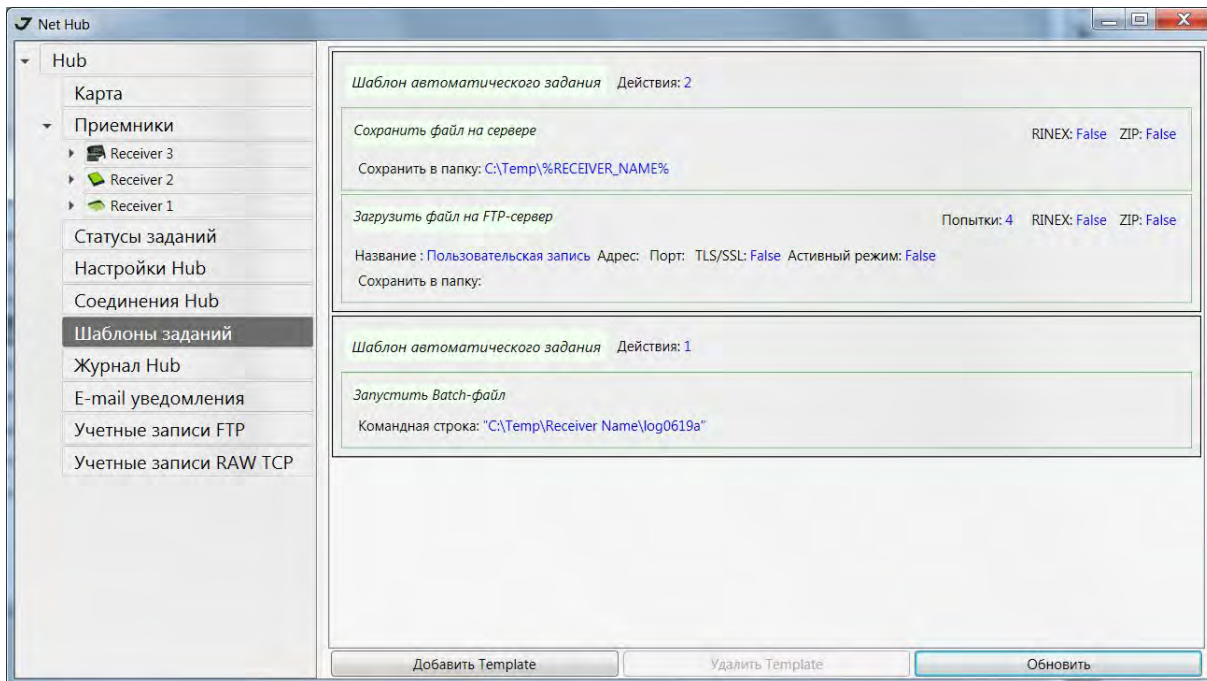 Net Hub
Hub
Карта
Приемники
Receiver 3
Receiver 2
Receiver 1
Статусы заданий
Настройки Hub
Соединения Hub
Шаблоны заданий
Журнал Hub
E-mail уведомления
Учетные записи FTP
Учетные записи RAW TCP
Шаблон автоматического задания Действия: 2
Сохранить файл на сервере RINEX: False ZIP: False
Сохранить в папку: C:\Temp\%RECEIVER_NAME%
Загрузить файл на FTP-сервер Попытки: 4 RINEX: False ZIP: False
Название : Пользовательская запись Адрес: Порт: TLS/SSL: False Активный режим: False
Сохранить в папку:
Шаблон автоматического задания Действия: 1
Запустить Batch-файл
Командная строка: "C:\Temp\Receiver Name\log0619a"
Добавить Template Удалить Template Обновить